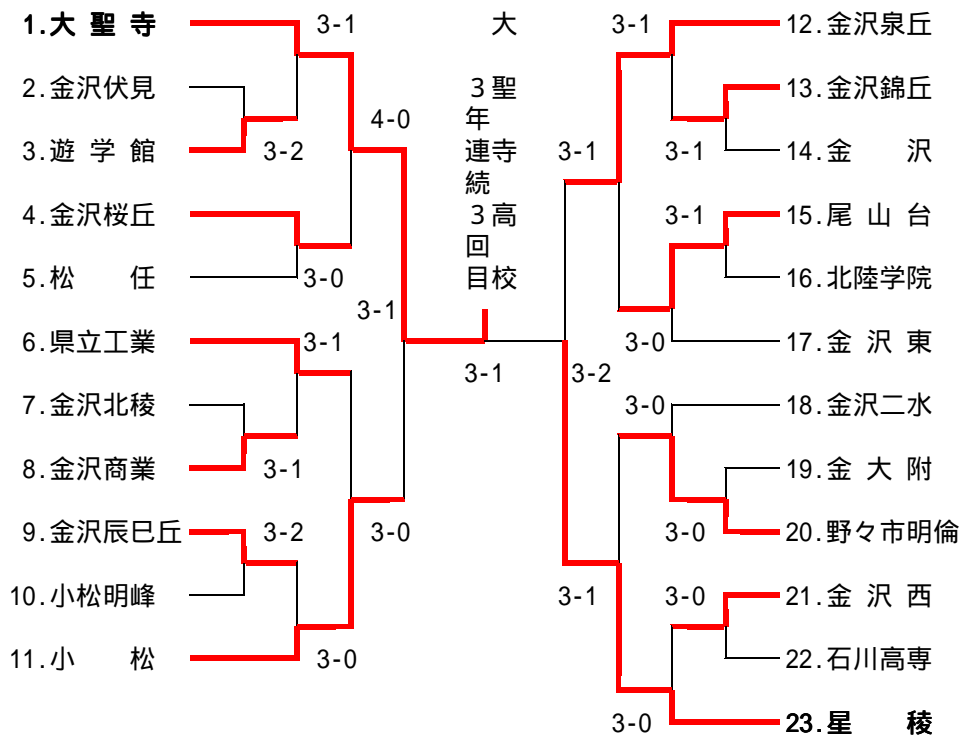 1.大聖寺
2.金沢伏見
3.遊学館
4.金沢桜丘
5.松任
6.県立工業
7.金沢北稜
8.金沢商業
9.金沢辰巳丘
10.小松明峰
11.小松
3-1
3-2
4-0
3-0
3-1
3-1
3-1
3-2
3-0
3-0
大聖寺高校
3年連続3回目
3-1
3-1
3-1
3-1
3-1
3-0
3-2
3-0
3-0
3-1
3-0
3-0
12.金沢泉丘
13.金沢錦丘
14.金沢
15.尾山台
16.北陸学院
17.金沢東
18.金沢二水
19.金大附
20.野々市明倫
21.金沢西
22.石川高専
23.星稜